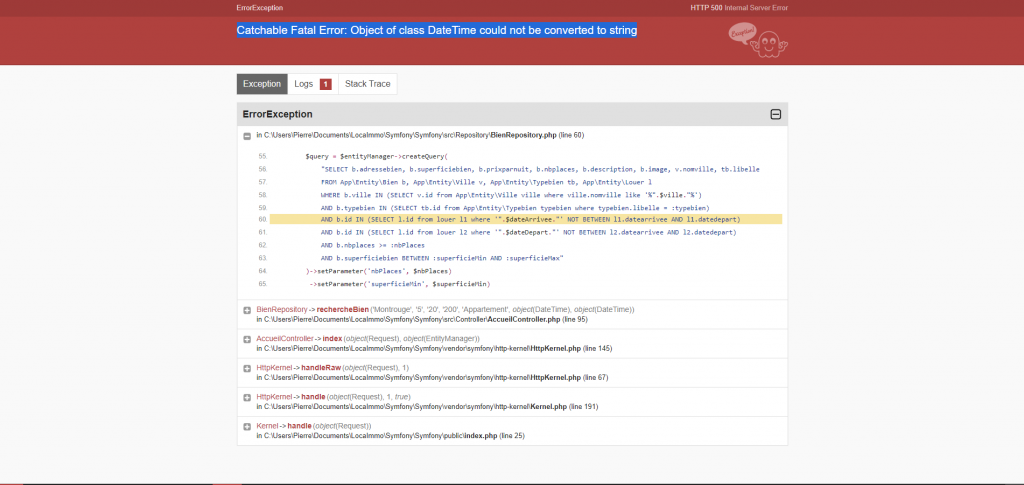 ErrorException
HTTP 500 Internal Server Error
Catchable Fatal Error: Object of class DateTime could not be converted to string
Exception!
Exception
Logs 1
Stack Trace
ErrorException
in C:\Users\Pierre\Documents\LocaImmo\Symfony\Symfony\src\Repository\BienRepository.php (line 60)
55. $query = $entityManager->createQuery(
56. "SELECT b.adressebien, b.superficiebien, b.prixparnuit, b.nbplaces, b.description, b.image, v.nomville, tb.libelle
57. FROM App\Entity\Bien b, App\Entity\Ville v, App\Entity\Typebien tb, App\Entity\Louer l
58. WHERE b.ville IN (SELECT v.id from App\Entity\Ville ville where ville.nomville like '%".$ville."%')
59. AND b.typebien IN (SELECT tb.id from App\Entity\Typebien typebien where typebien.libelle = :typebien)
60. AND b.id IN (SELECT l.id from louer l1 where '".$dateArrivee."' NOT BETWEEN l1.datearrivee AND l1.datedepart)
61. AND b.id IN (SELECT l.id from louer l2 where '".$dateDepart."' NOT BETWEEN l2.datearrivee AND l2.datedepart)
62. AND b.nbplaces >= :nbPlaces
63. AND b.superficiebien BETWEEN :superficieMin AND :superficieMax"
64. )->setParameter('nbPlaces', $nbPlaces)
65. ->setParameter('superficieMin', $superficieMin)
BienRepository -> rechercheBien ('Montrouge', '5', '20', '200', 'Appartement', object(DateTime), object(DateTime))
in C:\Users\Pierre\Documents\LocaImmo\Symfony\Symfony\src\Controller\AccueilController.php (line 95)
AccueilController -> index (object(Request), object(EntityManager))
in C:\Users\Pierre\Documents\LocaImmo\Symfony\Symfony\vendor\symfony\http-kernel\HttpKernel.php (line 145)
HttpKernel -> handleRaw (object(Request), 1)
in C:\Users\Pierre\Documents\LocaImmo\Symfony\Symfony\vendor\symfony\http-kernel\HttpKernel.php (line 67)
HttpKernel -> handle (object(Request), 1, true)
in C:\Users\Pierre\Documents\LocaImmo\Symfony\Symfony\vendor\symfony\http-kernel\Kernel.php (line 191)
Kernel -> handle (object(Request))
in C:\Users\Pierre\Documents\LocaImmo\Symfony\Symfony\public\index.php (line 25)